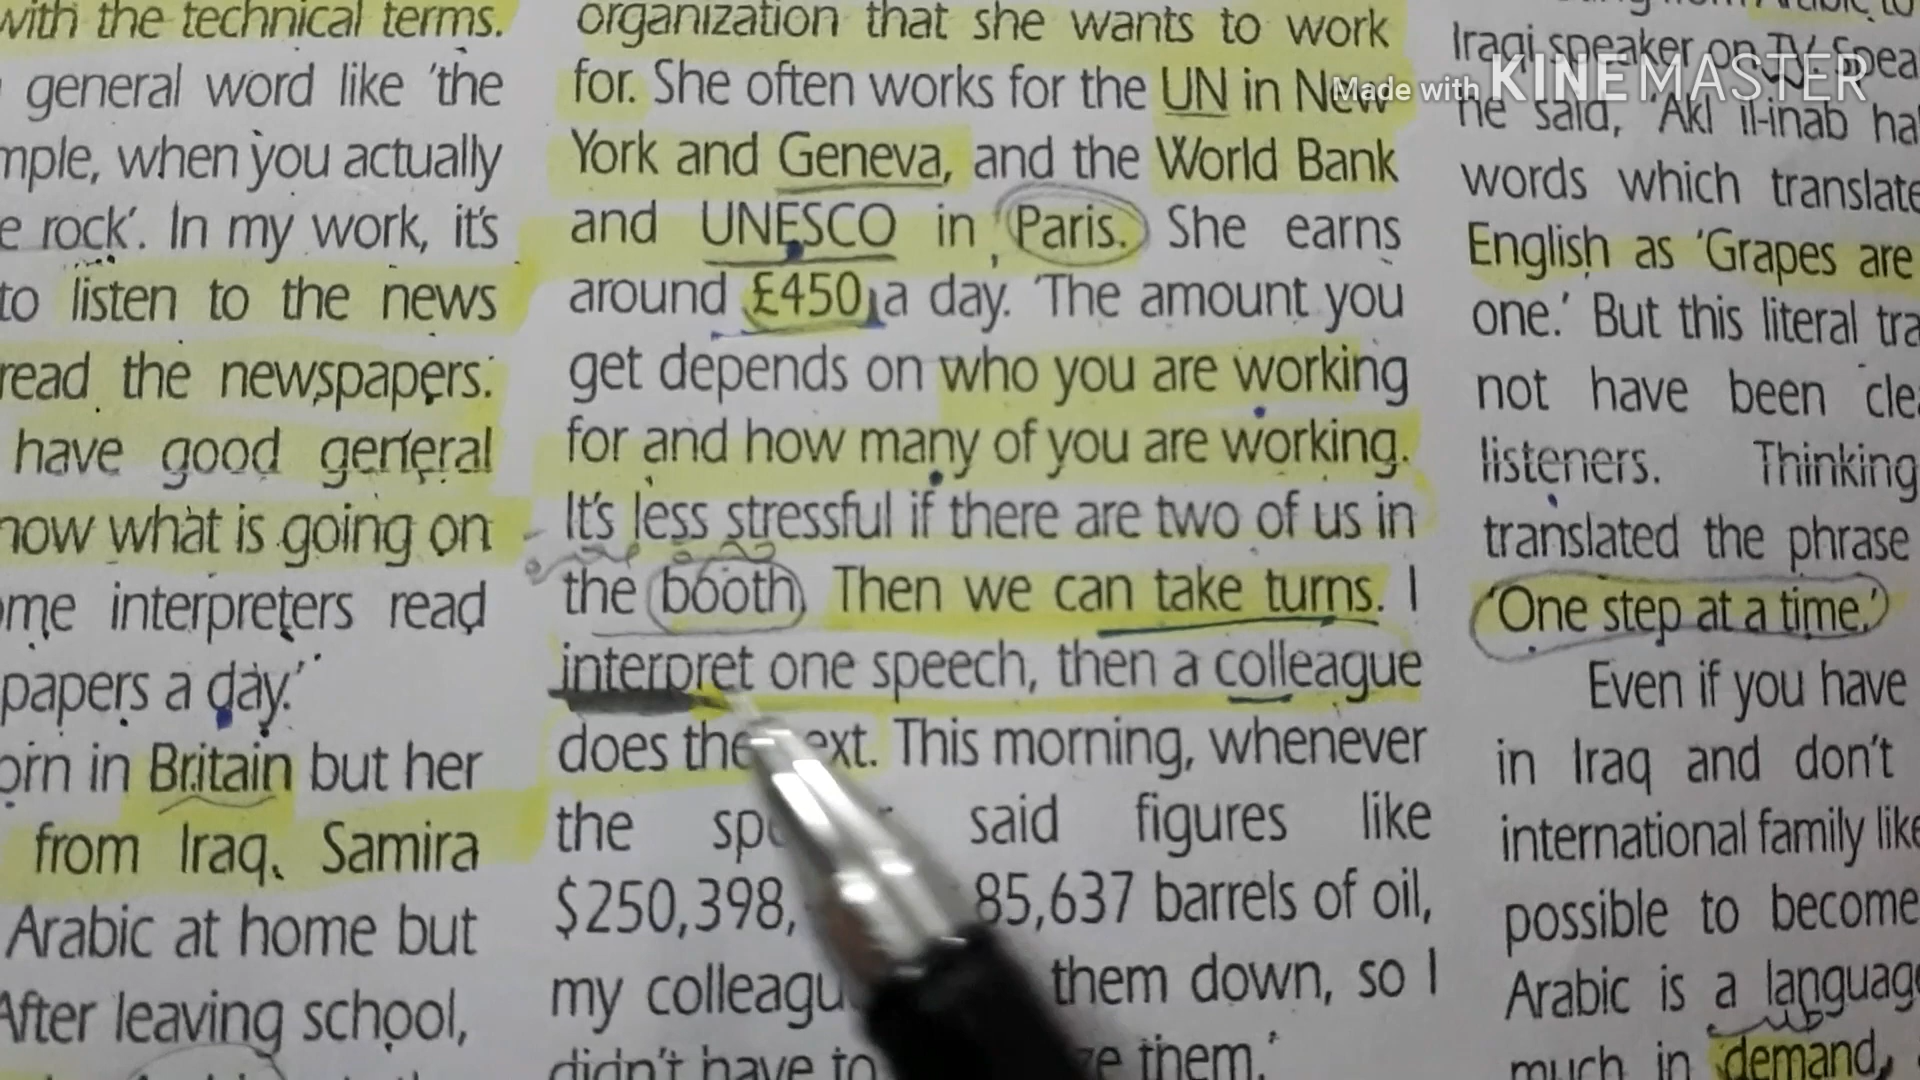 with the technical terms.
general word like 'the
mple, when you actually
e rock'. In my work, it's
to listen to the news
read the newspapers.
have good general
now what is going on
ome interpreters read
papers a day.'
orn in Britain but her
from Iraq, Samira
Arabic at home but
After leaving school,
organization that she wants to work
for. She often works for the UN in New
York and Geneva, and the World Bank
and UNESCO in Paris. She earns
around £450 a day. 'The amount you
get depends on who you are working
for and how many of you are working.
It's less stressful if there are two of us in
the booth. Then we can take turns. I
interpret one speech, then a colleague
does the ext. This morning, whenever
the sp said figures like
$250,398, 85,637 barrels of oil,
my colleagu them down, so I
didn't have to ze them.'
Iraqi speaker on TV. Spea
he said, 'Akl il-inab ha
words which translate
English as 'Grapes are
one.' But this literal tra
not have been cle
listeners. Thinking
translated the phrase
'One step at a time.'
Even if you have
in Iraq and don't
international family like
possible to become
Arabic is a languag
much in demand,
Made with KINEMASTER